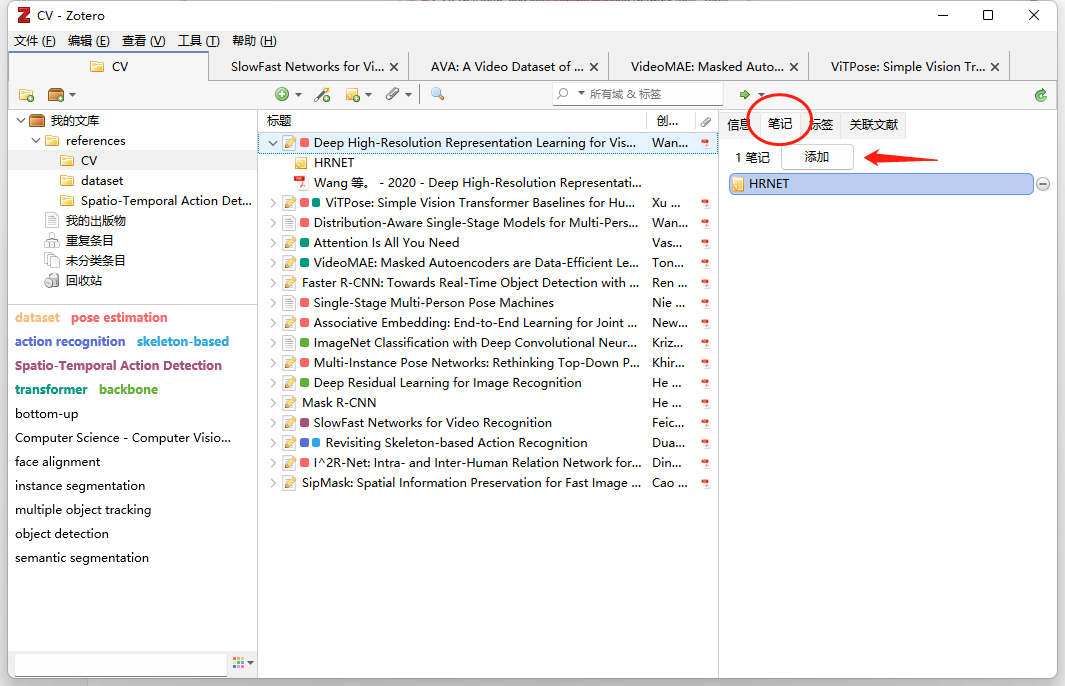 CV - Zotero
文件 (F) 编辑 (E) 查看 (V) 工具 (T) 帮助 (H)
CV
SlowFast Networks for Vi...
AVA: A Video Dataset of ...
VideoMAE: Masked Auto...
ViTPose: Simple Vision Tr...
所有域 & 标签
我的文库
references
CV
dataset
Spatio-Temporal Action Det...
我的出版物
重复条目
未分类条目
回收站
dataset pose estimation
action recognition skeleton-based
Spatio-Temporal Action Detection
transformer backbone
bottom-up
Computer Science - Computer Visio...
face alignment
instance segmentation
multiple object tracking
object detection
semantic segmentation
标题 创...
Deep High-Resolution Representation Learning for Vis... Wan...
HRNET
Wang 等。 - 2020 - Deep High-Resolution Representati...
ViTPose: Simple Vision Transformer Baselines for Hu... Xu ...
Distribution-Aware Single-Stage Models for Multi-Pers... Wan...
Attention Is All You Need Vas...
VideoMAE: Masked Autoencoders are Data-Efficient Le... Ton...
Faster R-CNN: Towards Real-Time Object Detection with ... Ren ...
Single-Stage Multi-Person Pose Machines Nie ...
Associative Embedding: End-to-End Learning for Joint ... New...
ImageNet Classification with Deep Convolutional Neur... Kriz...
Multi-Instance Pose Networks: Rethinking Top-Down P... Khir...
Deep Residual Learning for Image Recognition He ...
Mask R-CNN He ...
SlowFast Networks for Video Recognition Feic...
Revisiting Skeleton-based Action Recognition Dua...
I^2R-Net: Intra- and Inter-Human Relation Network for... Din...
SipMask: Spatial Information Preservation for Fast Image ... Cao ...
信息 笔记 标签 关联文献
1 笔记 添加
HRNET